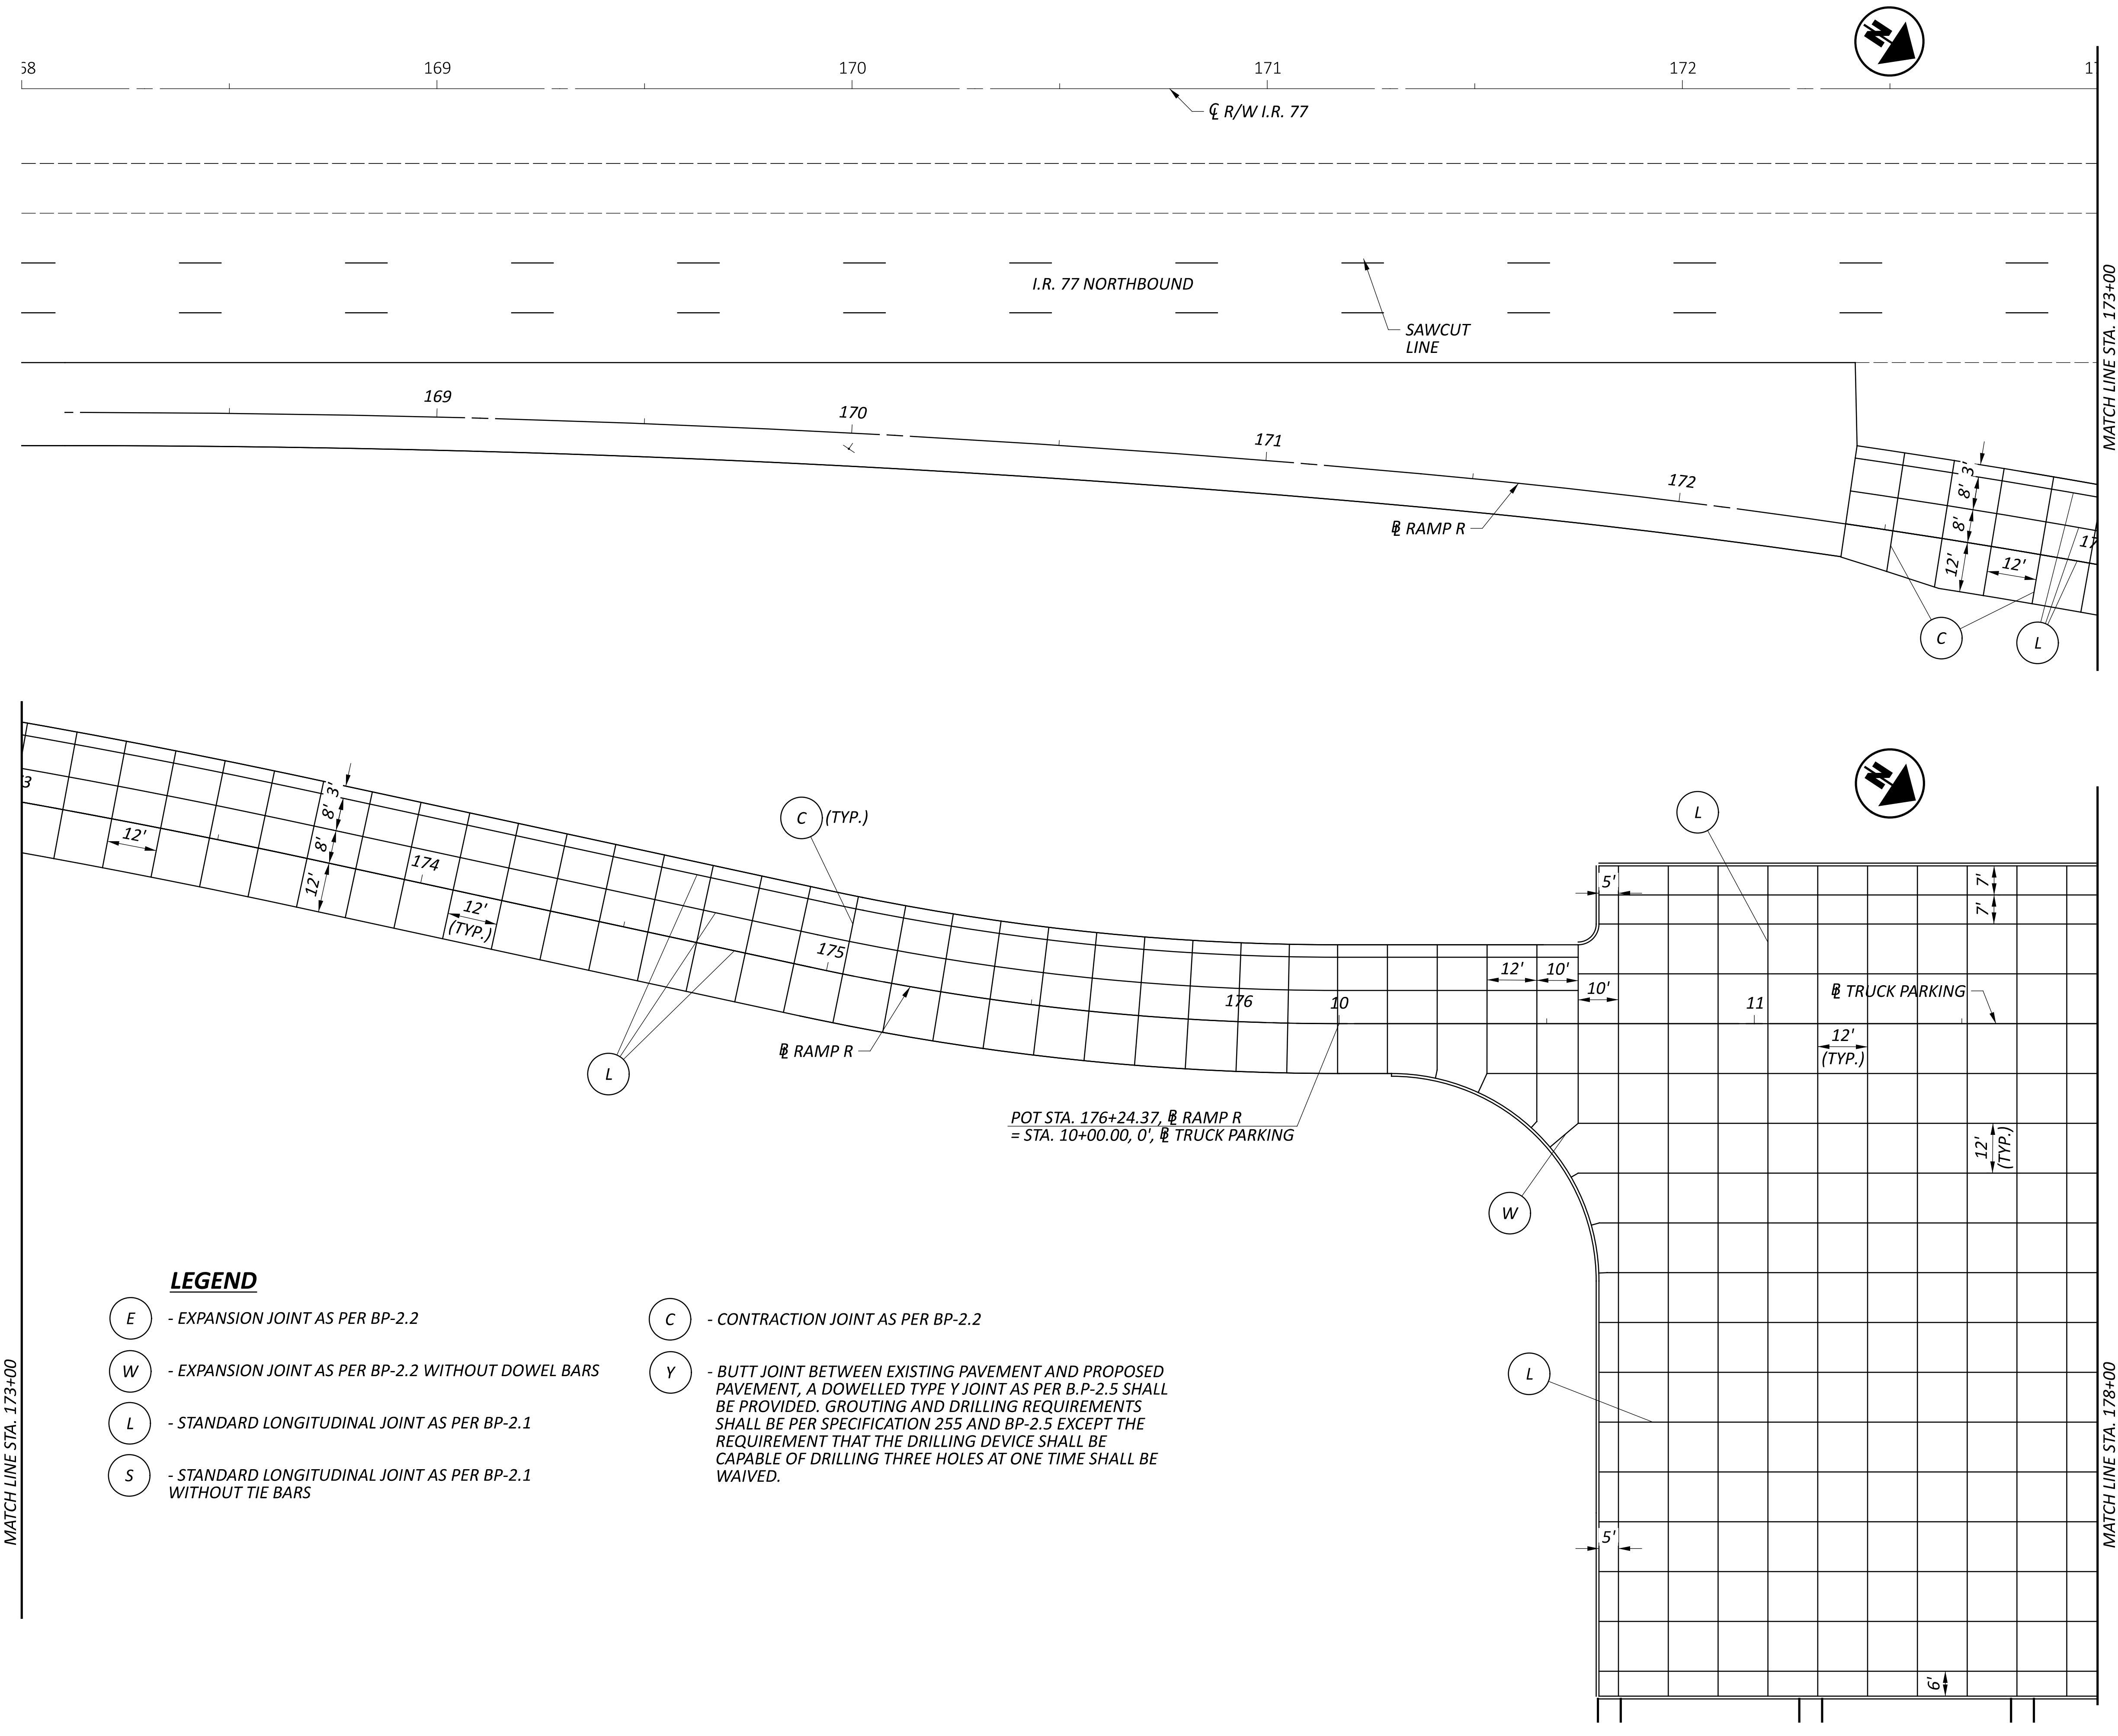 N
58
169
170
171
172
17
℄ R/W I.R. 77
I.R. 77 NORTHBOUND
SAWCUT
LINE
MATCH LINE STA. 173+00
169
170
171
172
17
3'
8'
8'
12'
12'
B̲L RAMP R
C
L
MATCH LINE STA. 173+00
3
12'
3'
8'
8'
12'
174
12'
(TYP.)
C
(TYP.)
175
B̲L RAMP R
L
176
10
POT STA. 176+24.37, B̲L RAMP R
= STA. 10+00.00, 0', B̲L TRUCK PARKING
N
L
5'
7'
7'
12'
10'
10'
11
B̲L TRUCK PARKING
12'
(TYP.)
12'
(TYP.)
W
L
5'
6'
MATCH LINE STA. 178+00
LEGEND
E - EXPANSION JOINT AS PER BP-2.2
W - EXPANSION JOINT AS PER BP-2.2 WITHOUT DOWEL BARS
L - STANDARD LONGITUDINAL JOINT AS PER BP-2.1
S - STANDARD LONGITUDINAL JOINT AS PER BP-2.1
WITHOUT TIE BARS
C - CONTRACTION JOINT AS PER BP-2.2
Y - BUTT JOINT BETWEEN EXISTING PAVEMENT AND PROPOSED
PAVEMENT, A DOWELLED TYPE Y JOINT AS PER B.P-2.5 SHALL
BE PROVIDED. GROUTING AND DRILLING REQUIREMENTS
SHALL BE PER SPECIFICATION 255 AND BP-2.5 EXCEPT THE
REQUIREMENT THAT THE DRILLING DEVICE SHALL BE
CAPABLE OF DRILLING THREE HOLES AT ONE TIME SHALL BE
WAIVED.